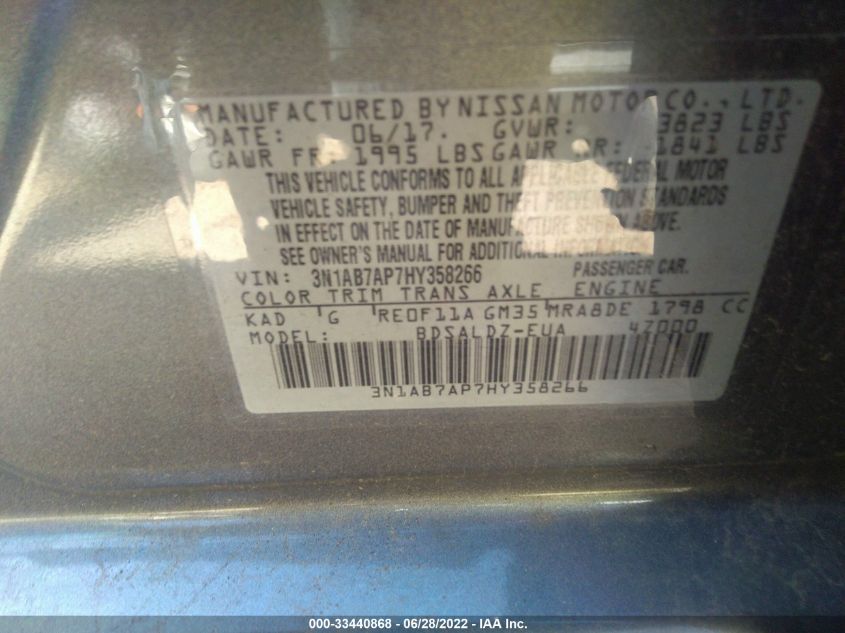 MANUFACTURED BY NISSAN MOTOR CO., LTD.
DATE: 06/17. GVWR: 3823 LBS
GAWR FR: 1995 LBS GAWR RR: 1841 LBS
THIS VEHICLE CONFORMS TO ALL APPLICABLE FEDERAL MOTOR
VEHICLE SAFETY, BUMPER AND THEFT PREVENTION STANDARDS
IN EFFECT ON THE DATE OF MANUFACTURE SHOWN ABOVE.
SEE OWNER'S MANUAL FOR ADDITIONAL INFORMATION.
VIN: 3N1AB7AP7HY358266 PASSENGER CAR.
COLOR TRIM TRANS AXLE ENGINE
KAD G RE0F11A GM35 MRA8DE 1798 CC
MODEL: BDSALDZ-EUA 4Z000
3N1AB7AP7HY358266
000-33440868 - 06/28/2022 - IAA Inc.